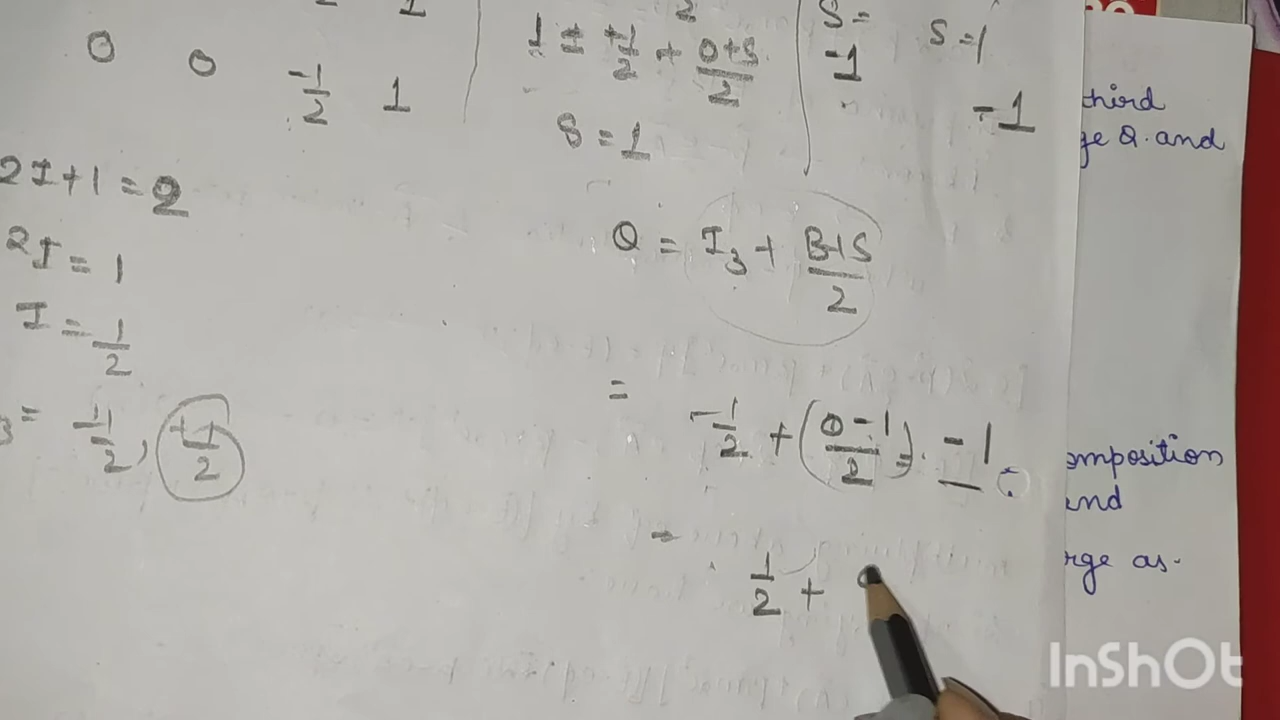 0 0 -1/2 1
2I+1 = 2
2I = 1
I = 1/2
= -1/2, +1/2
2
1 = +1/2 + 0+S/2
S = 1
S =
-1
S = 1
-1
Q = I3 + B+S/2
= -1/2 + (0-1/2) = -1
1/2 +
third
ge Q. and
omposition
and
rge as.
InShOt